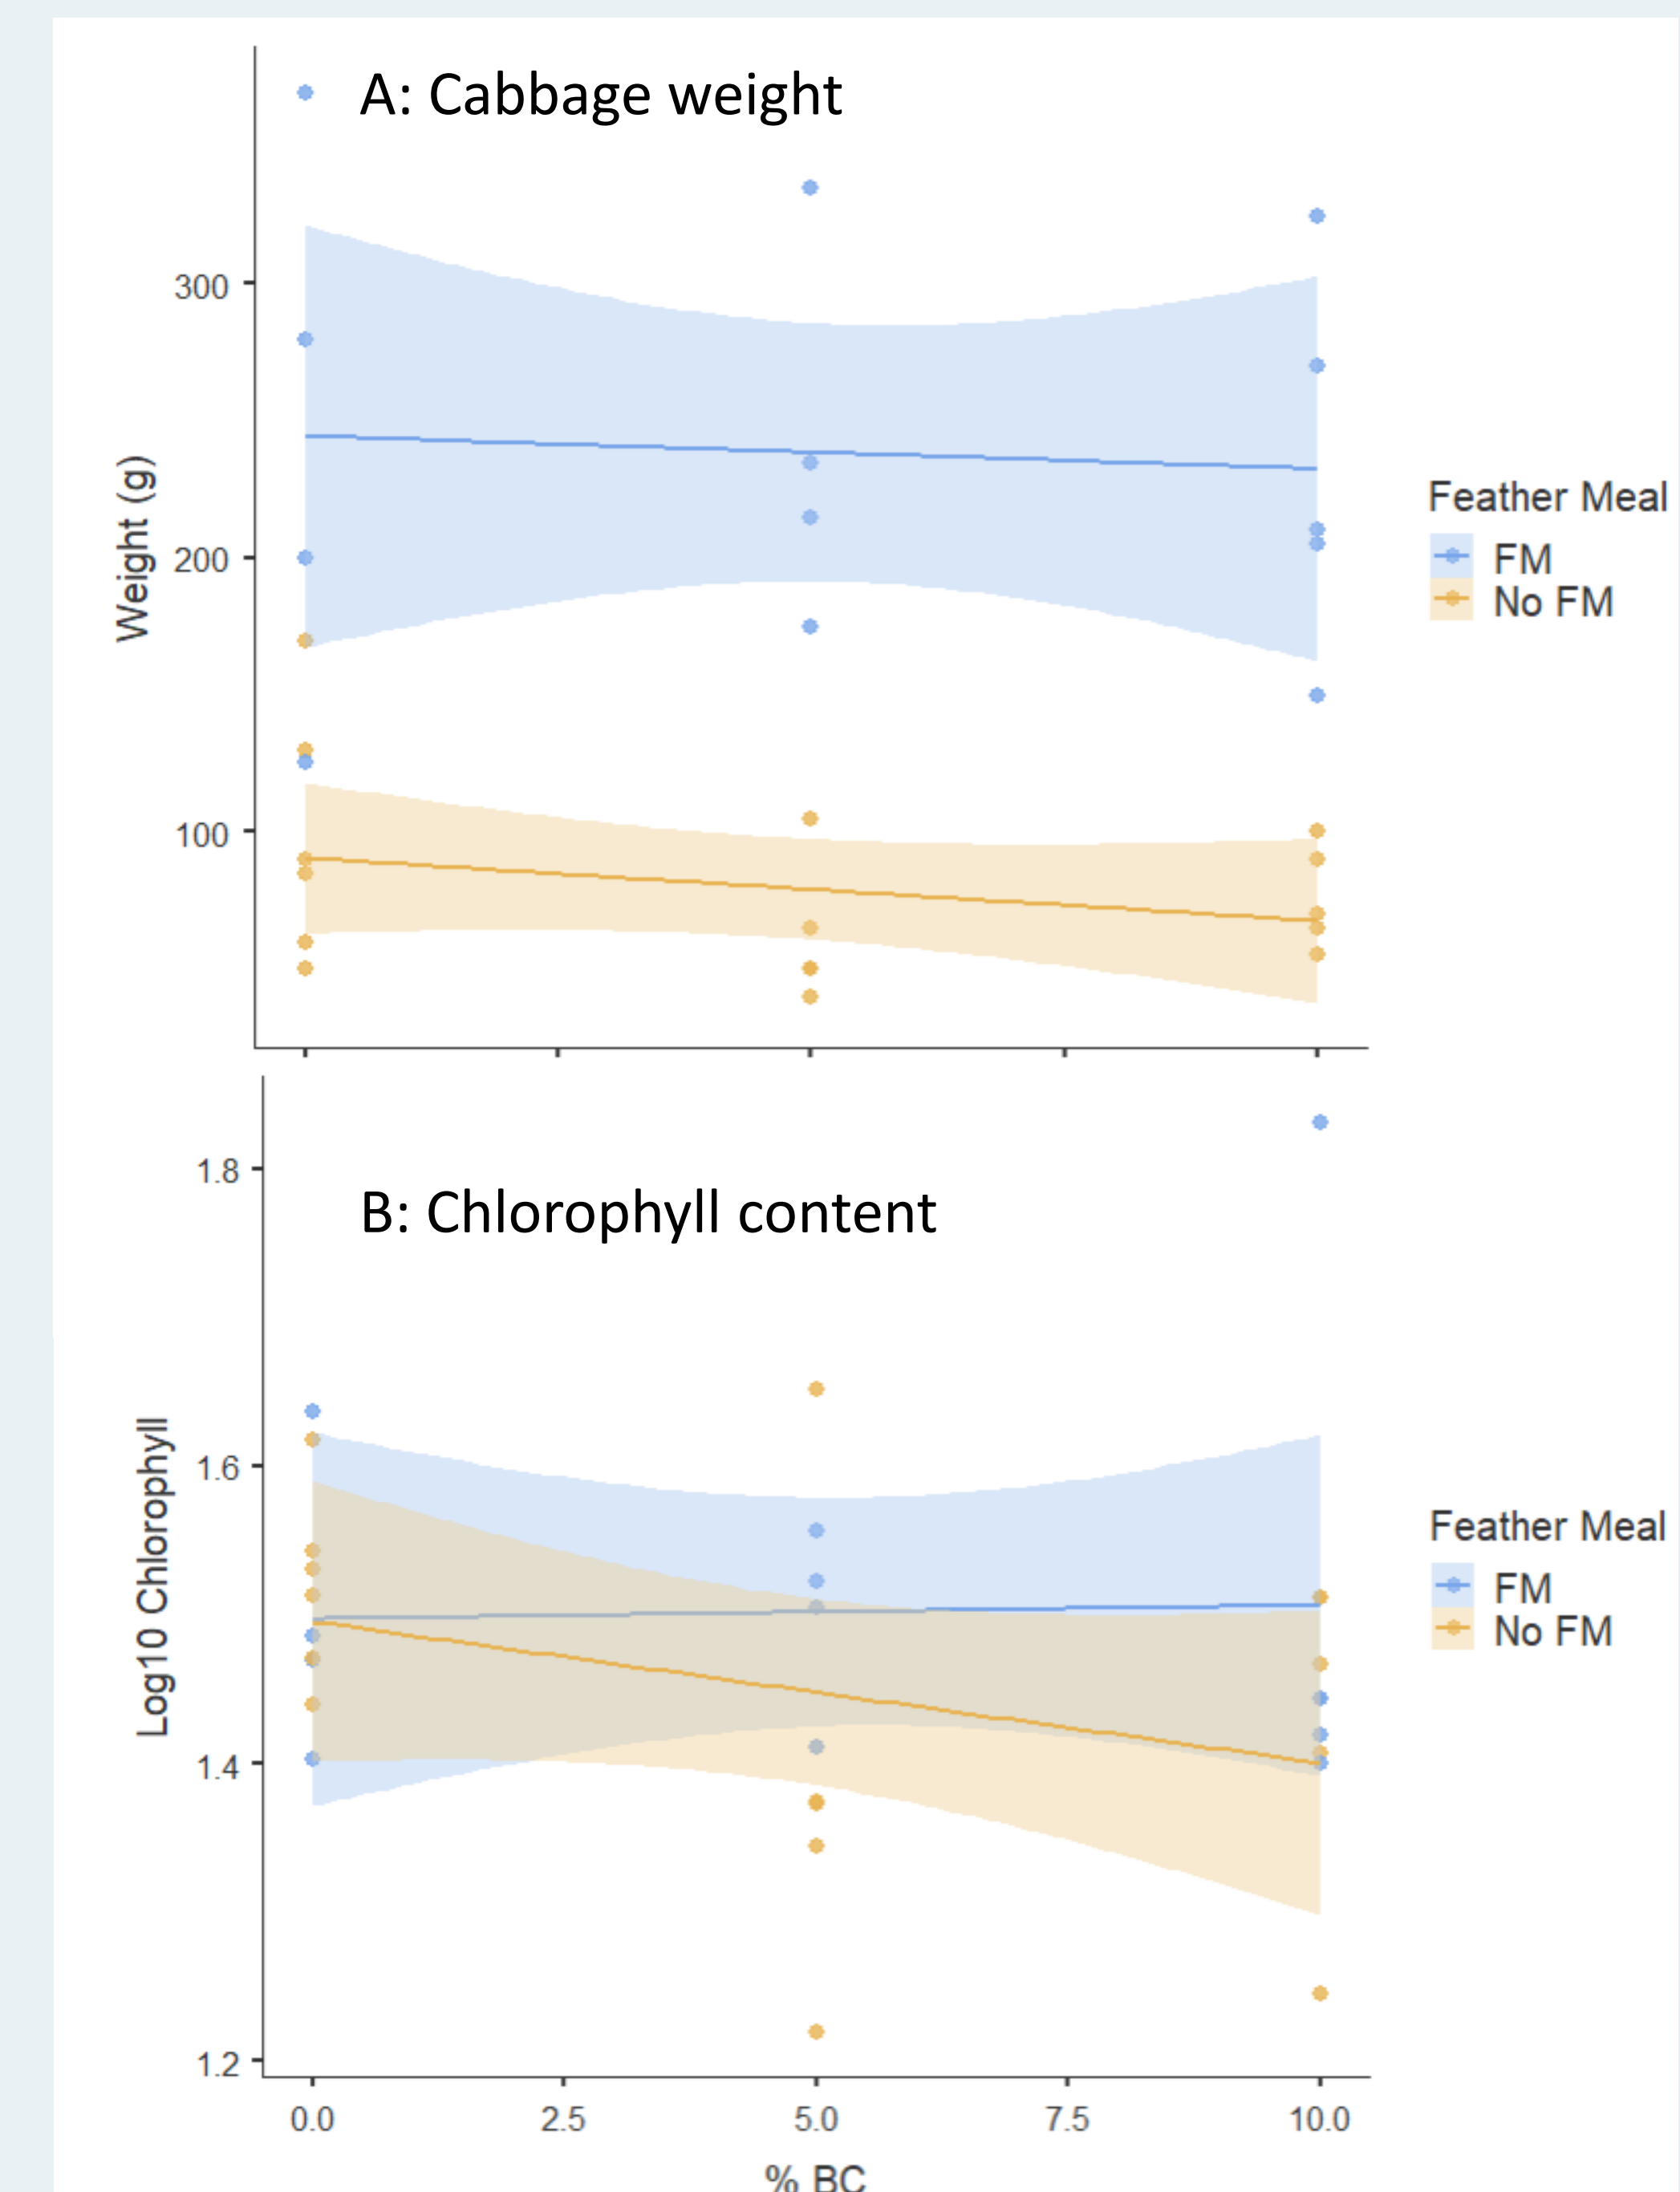 A: Cabbage weight
300
200
100
Weight (g)
Feather Meal
FM
No FM
B: Chlorophyll content
1.8
1.6
1.4
1.2
Log10 Chlorophyll
Feather Meal
FM
No FM
0.0 2.5 5.0 7.5 10.0
% BC